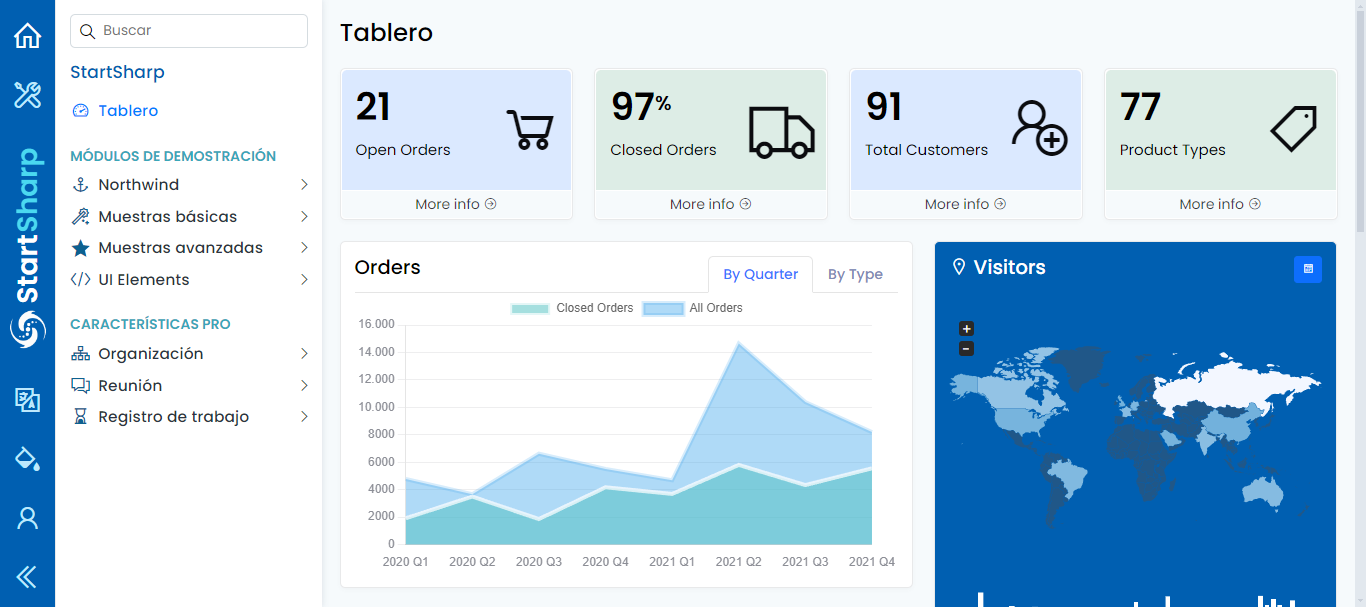 StartSharp
Buscar
StartSharp
Tablero
MÓDULOS DE DEMOSTRACIÓN
Northwind
Muestras básicas
Muestras avanzadas
UI Elements
CARACTERÍSTICAS PRO
Organización
Reunión
Registro de trabajo
Tablero
21
Open Orders
More info
97%
Closed Orders
More info
91
Total Customers
More info
77
Product Types
More info
Orders
By Quarter
By Type
Closed Orders
All Orders
16.000
14.000
12.000
10.000
8000
6000
4000
2000
0
2020 Q1
2020 Q2
2020 Q3
2020 Q4
2021 Q1
2021 Q2
2021 Q3
2021 Q4
Visitors
+
−